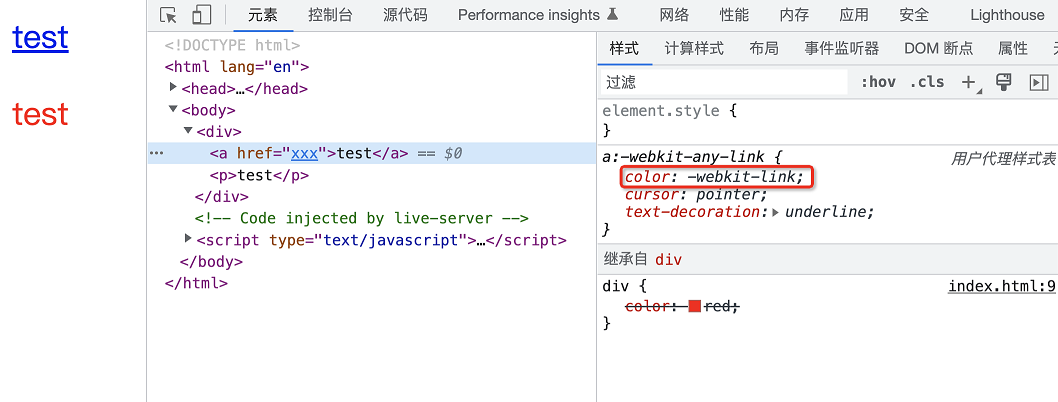 test
test
元素 控制台 源代码 Performance insights 网络 性能 内存 应用 安全 Lighthouse
<!DOCTYPE html>
<html lang="en">
<head>…</head>
<body>
<div>
<a href="xxx">test</a> == $0
<p>test</p>
</div>
<!-- Code injected by live-server -->
<script type="text/javascript">…</script>
</body>
</html>
样式 计算样式 布局 事件监听器 DOM 断点 属性
过滤 :hov .cls
element.style {
}
a:-webkit-any-link { 用户代理样式表
color: -webkit-link;
cursor: pointer;
text-decoration: underline;
}
继承自 div
div { index.html:9
color: red;
}